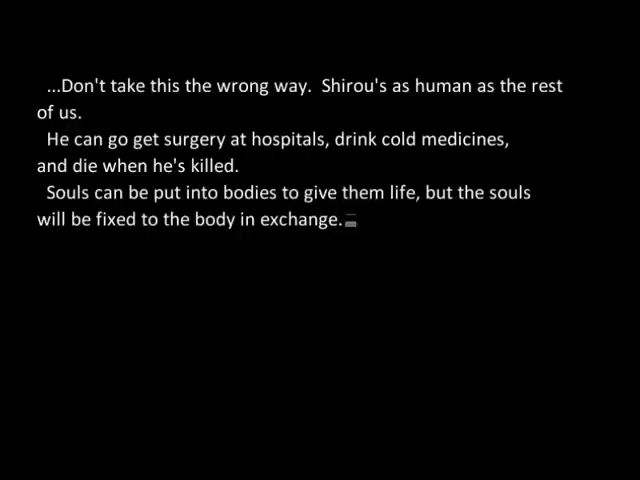 ...Don't take this the wrong way.  Shirou's as human as the rest
of us.
He can go get surgery at hospitals, drink cold medicines,
and die when he's killed.
Souls can be put into bodies to give them life, but the souls
will be fixed to the body in exchange.